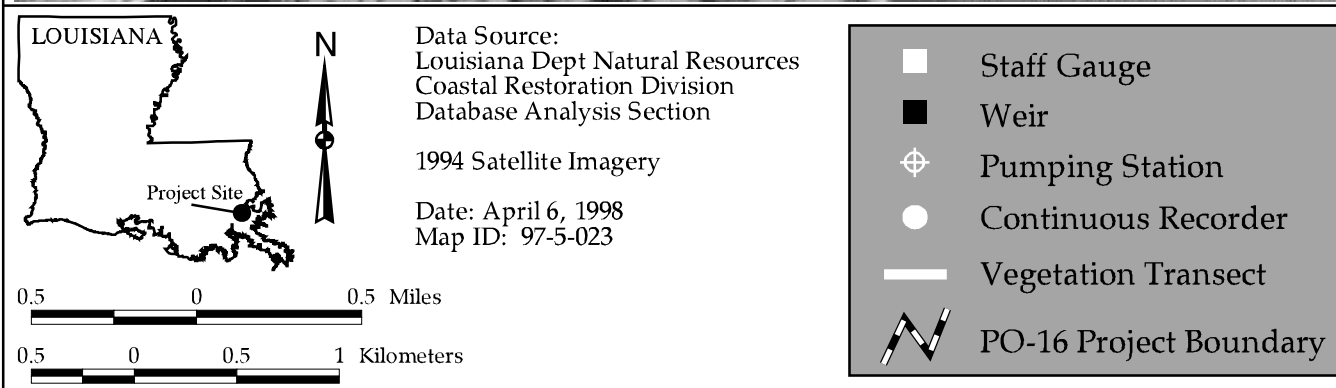 LOUISIANA
Project Site
N
Data Source:
Louisiana Dept Natural Resources
Coastal Restoration Division
Database Analysis Section
1994 Satellite Imagery
Date: April 6, 1998
Map ID: 97-5-023
0.5 0 0.5 Miles
0.5 0 0.5 1 Kilometers
Staff Gauge
Weir
Pumping Station
Continuous Recorder
Vegetation Transect
PO-16 Project Boundary